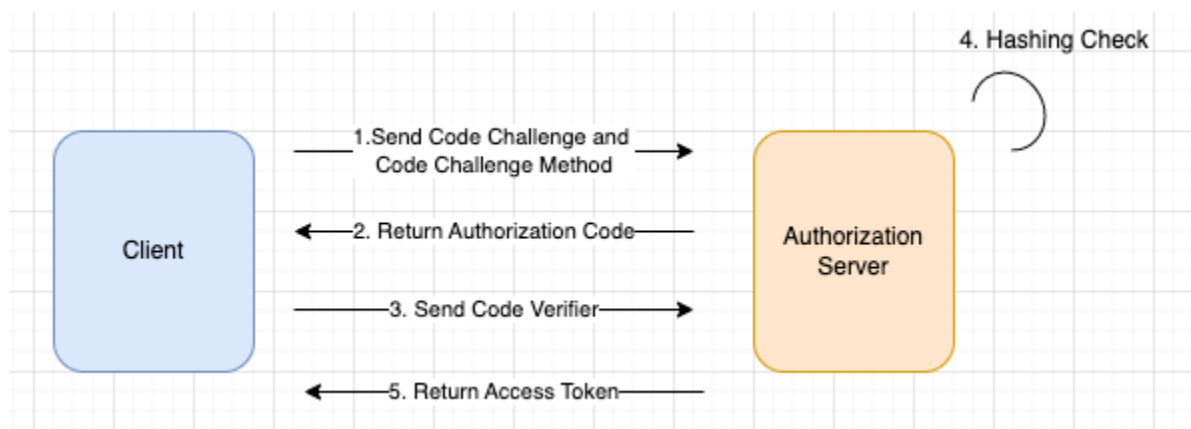 4. Hashing Check
1.Send Code Challenge and
Code Challenge Method
2. Return Authorization Code
Client
Authorization
Server
3. Send Code Verifier
5. Return Access Token